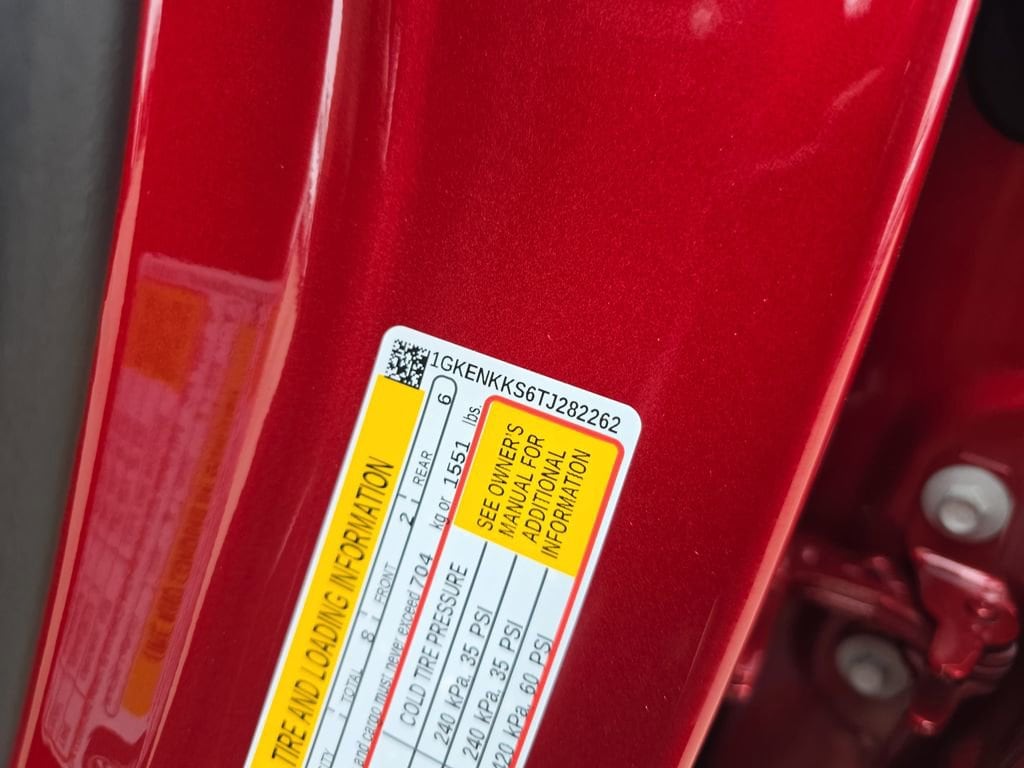 1GKENKKS6TJ282262
TIRE AND LOADING INFORMATION
TOTAL 8 FRONT 2 REAR 6
and cargo must never exceed 704 kg or 1551 lbs.
COLD TIRE PRESSURE
240 kPa, 35 PSI
240 kPa, 35 PSI
420 kPa, 60 PSI
SEE OWNER'S
MANUAL FOR
ADDITIONAL
INFORMATION